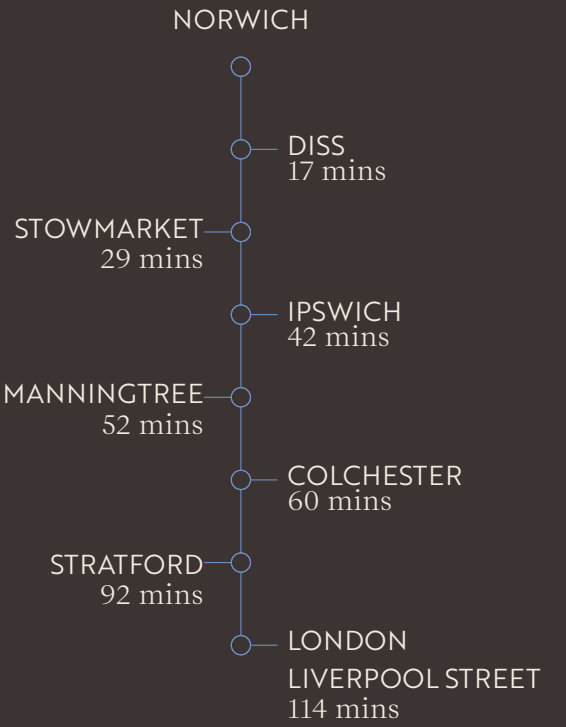 NORWICH
DISS
17 mins
STOWMARKET
29 mins
IPSWICH
42 mins
MANNINGTREE
52 mins
COLCHESTER
60 mins
STRATFORD
92 mins
LONDON
LIVERPOOL STREET
114 mins